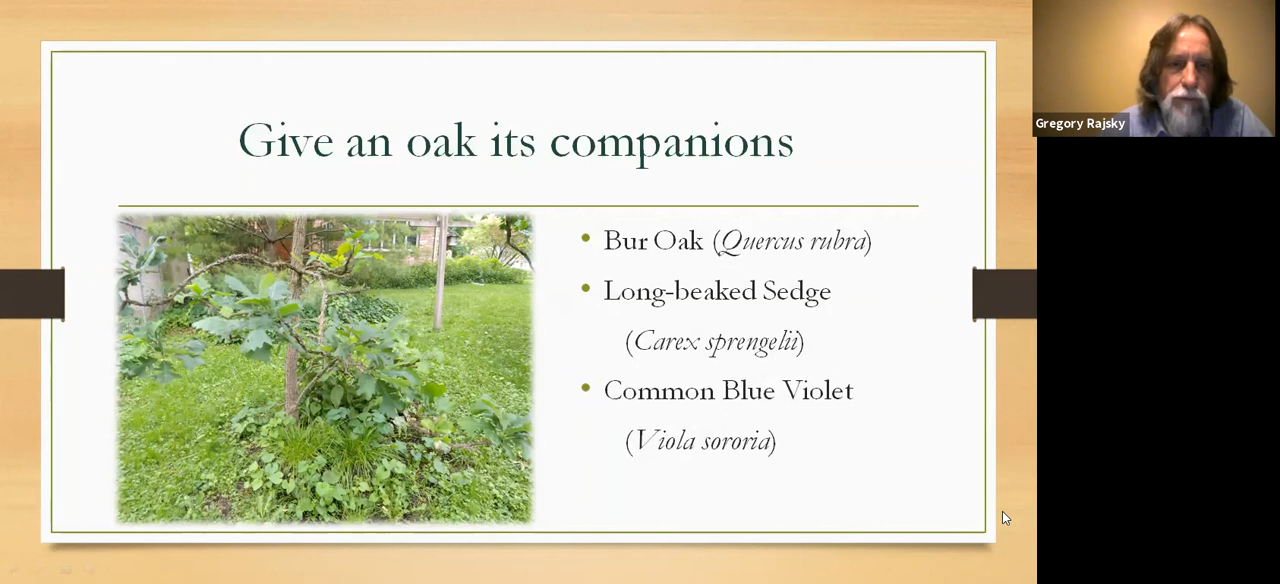 Give an oak its companions
Bur Oak (Quercus rubra)
Long-beaked Sedge
(Carex sprengelii)
Common Blue Violet
(Viola sororia)
Gregory Rajsky